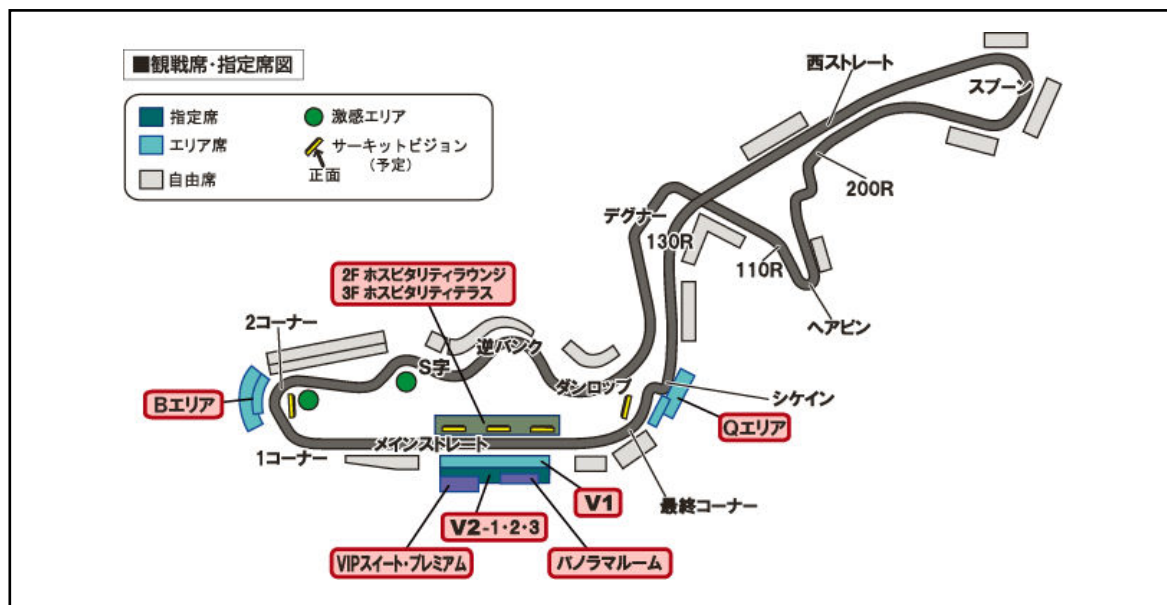 ■観戦席・指定席図
指定席
激感エリア
エリア席
サーキットビジョン
(予定)
自由席
正面
西ストレート
スプーン
200R
デグナー
130R
110R
ヘアピン
2F ホスピタリティラウンジ
3F ホスピタリティテラス
2コーナー
逆バンク
S字
ダンロップ
シケイン
Bエリア
Qエリア
メインストレート
1コーナー
最終コーナー
V1
V2-1・2・3
VIPスイート・プレミアム
パノラマルーム